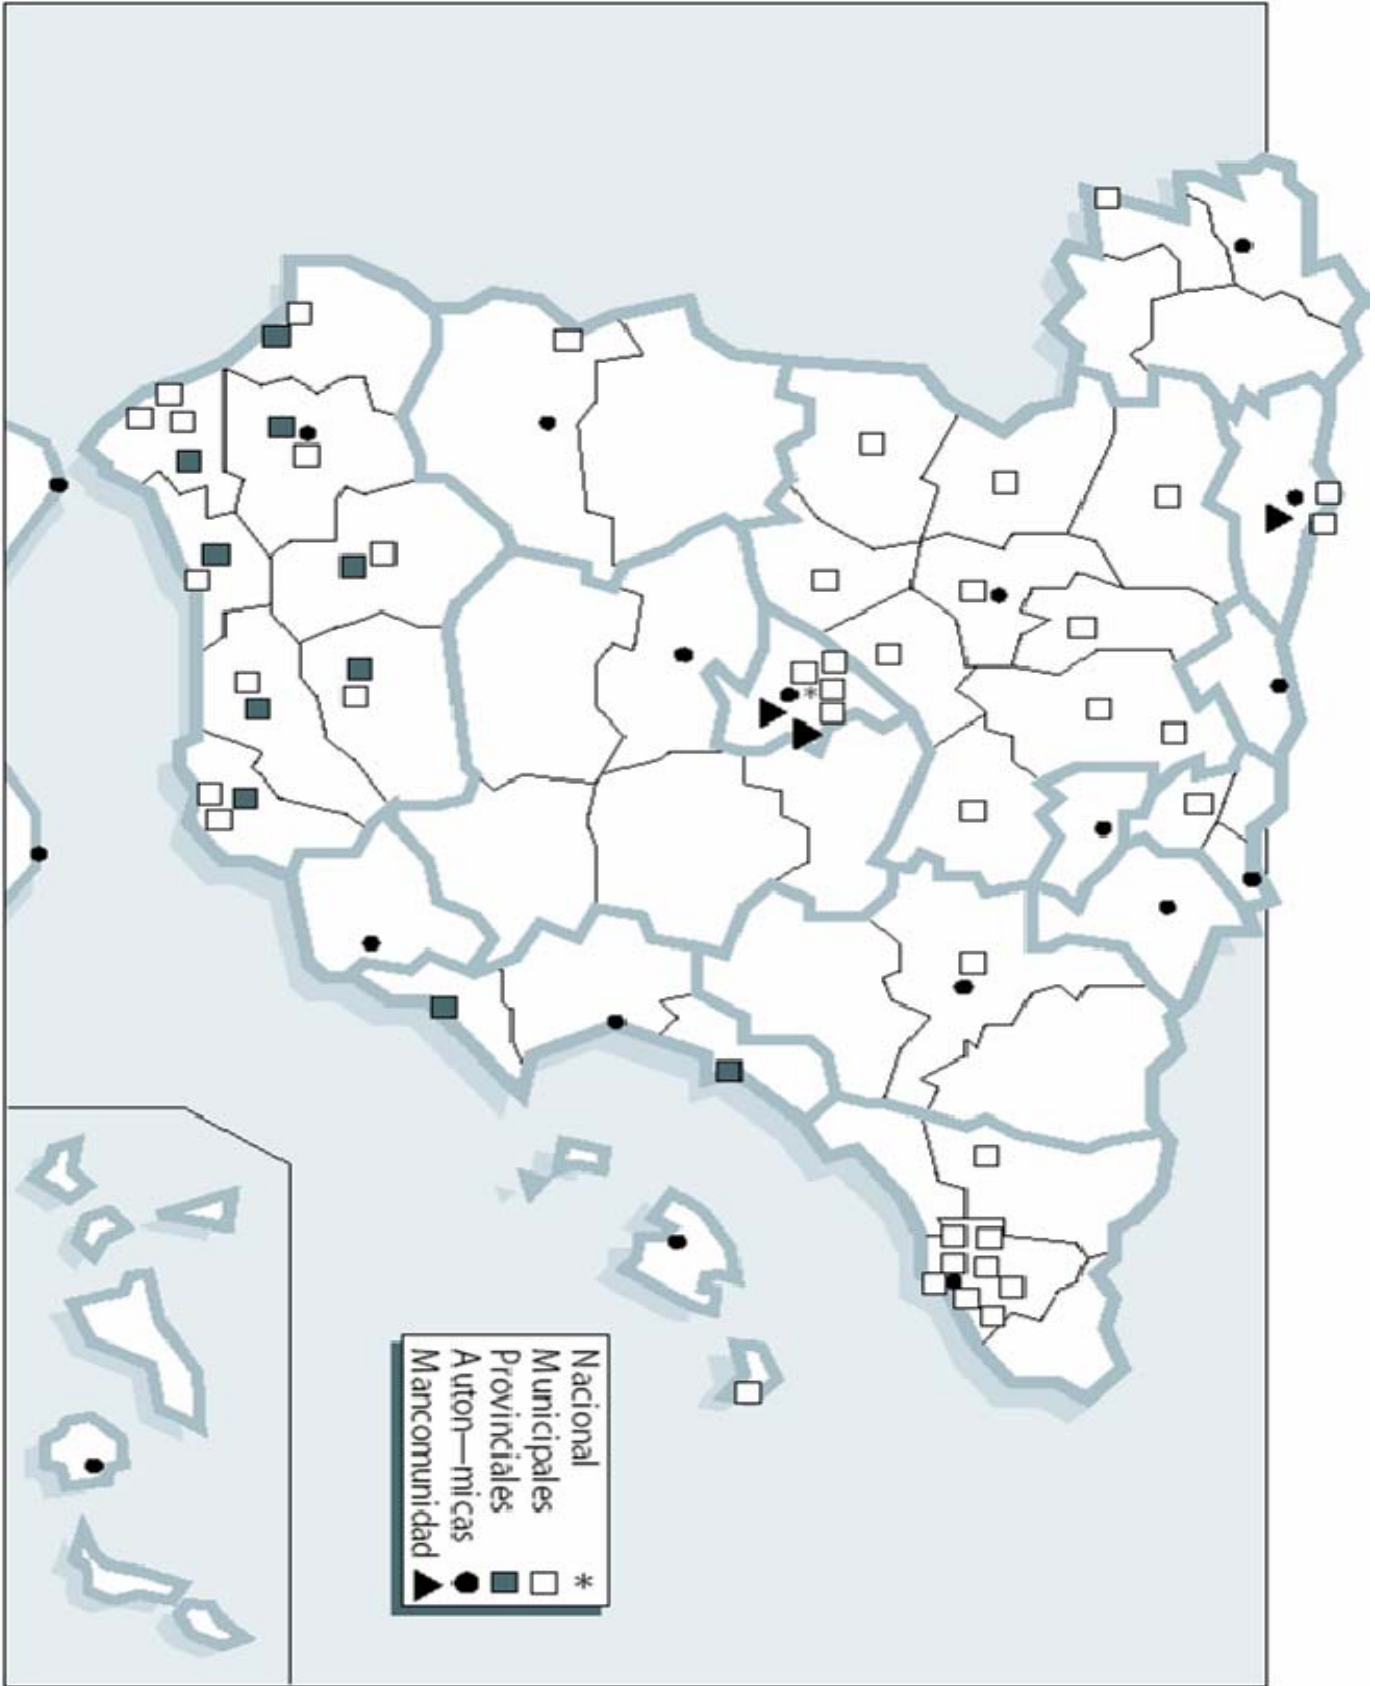 Nacional *
Municipales □
Provinciales ■
Auton—micas ●
Mancomunidad ▲